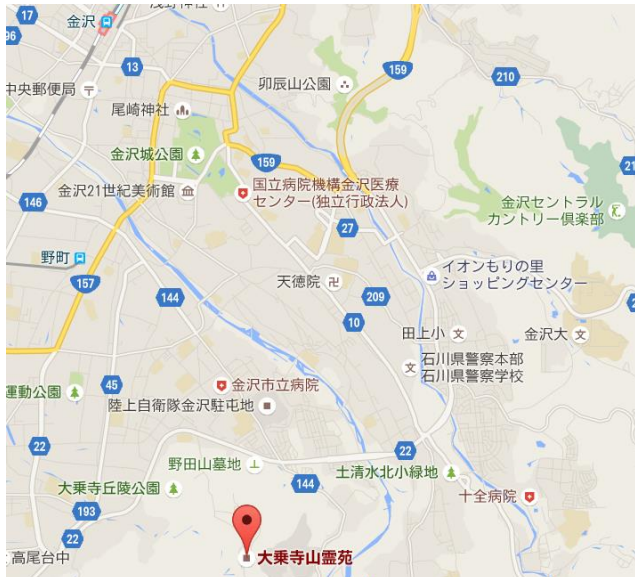 17
金沢
浅野神社
96
13
159
210
中央郵便局
卯辰山公園
尾崎神社
金沢城公園
159
21
金沢21世紀美術館
国立病院機構金沢医療
センター(独立行政法人)
金沢セントラル
カントリー倶楽部
146
27
野町
157
144
天徳院
209
イオンもりの里
ショッピングセンター
10
田上小
金沢大
石川県警察本部
石川県警察学校
運動公園
45
金沢市立病院
陸上自衛隊金沢駐屯地
22
22
野田山墓地
144
土清水北小緑地
大乗寺丘陵公園
十全病院
193
22
高尾台中
大乗寺山霊苑